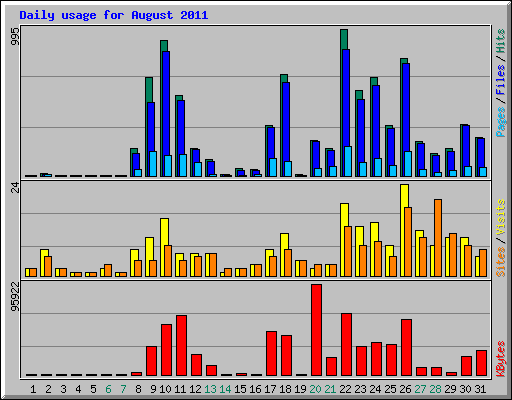 Daily usage for August 2011
995
Pages / Files / Hits
24
Sites / Visits
95922
KBytes
1 2 3 4 5 6 7 8 9 10 11 12 13 14 15 16 17 18 19 20 21 22 23 24 25 26 27 28 29 30 31